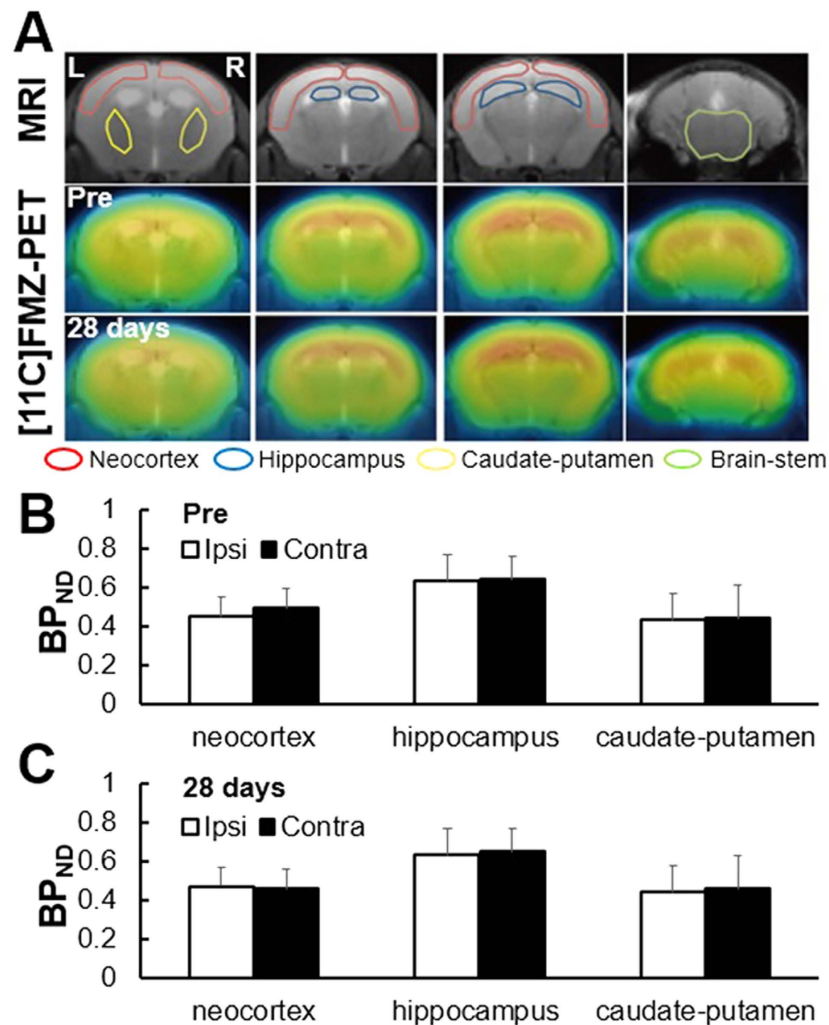 A
MRI
L R
[11C]FMZ-PET
Pre
28 days
Neocortex Hippocampus Caudate-putamen Brain-stem
B
Pre
Ipsi Contra
BPND
1
0.8
0.6
0.4
0.2
0
neocortex hippocampus caudate-putamen
C
28 days
Ipsi Contra
BPND
1
0.8
0.6
0.4
0.2
0
neocortex hippocampus caudate-putamen